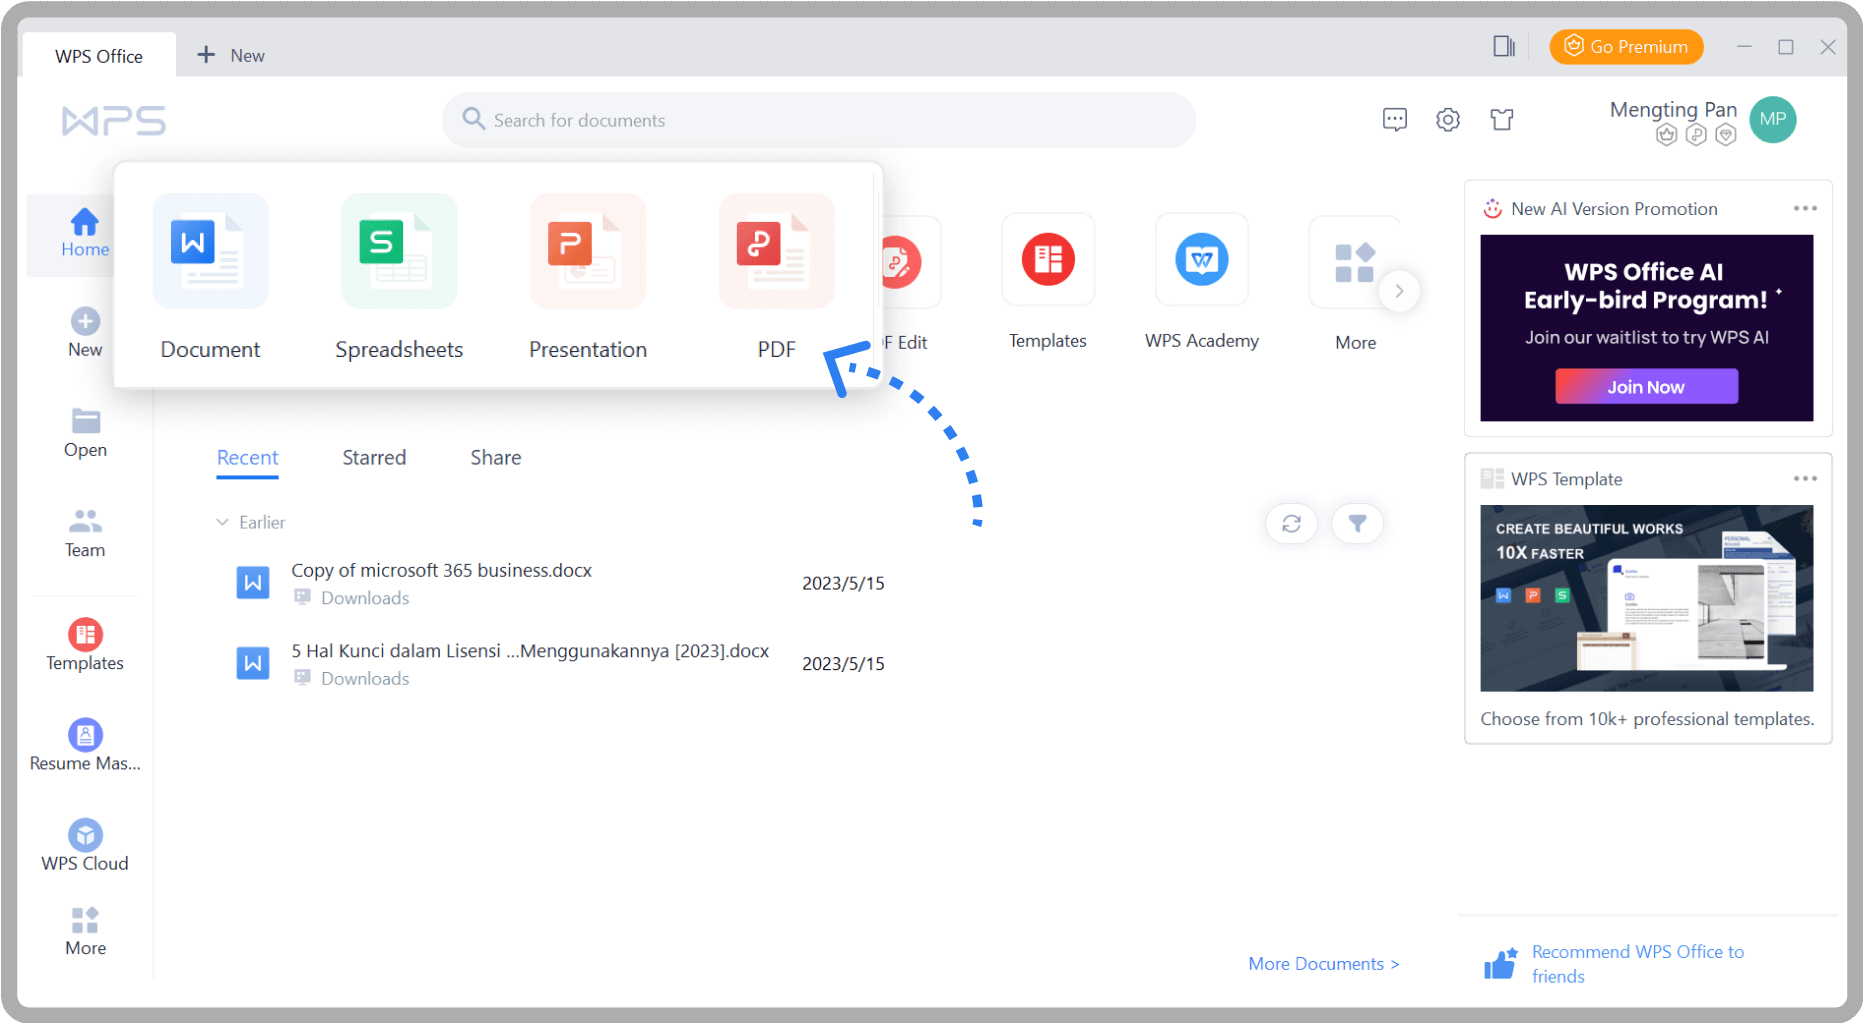 WPS Office
New
Go Premium
WPS
Search for documents
Mengting Pan
MP
Home
New
Open
Team
Templates
Resume Mas...
WPS Cloud
More
W
Document
S
Spreadsheets
P
Presentation
PDF
F Edit
Templates
WPS Academy
More
Recent
Starred
Share
Earlier
W
Copy of microsoft 365 business.docx
2023/5/15
Downloads
W
5 Hal Kunci dalam Lisensi ...Menggunakannya [2023].docx
2023/5/15
Downloads
More Documents >
New AI Version Promotion
WPS Office AI
Early-bird Program!
Join our waitlist to try WPS AI
Join Now
WPS Template
CREATE BEAUTIFUL WORKS
10X FASTER
PERSONAL
W P S
Choose from 10k+ professional templates.
Recommend WPS Office to
friends